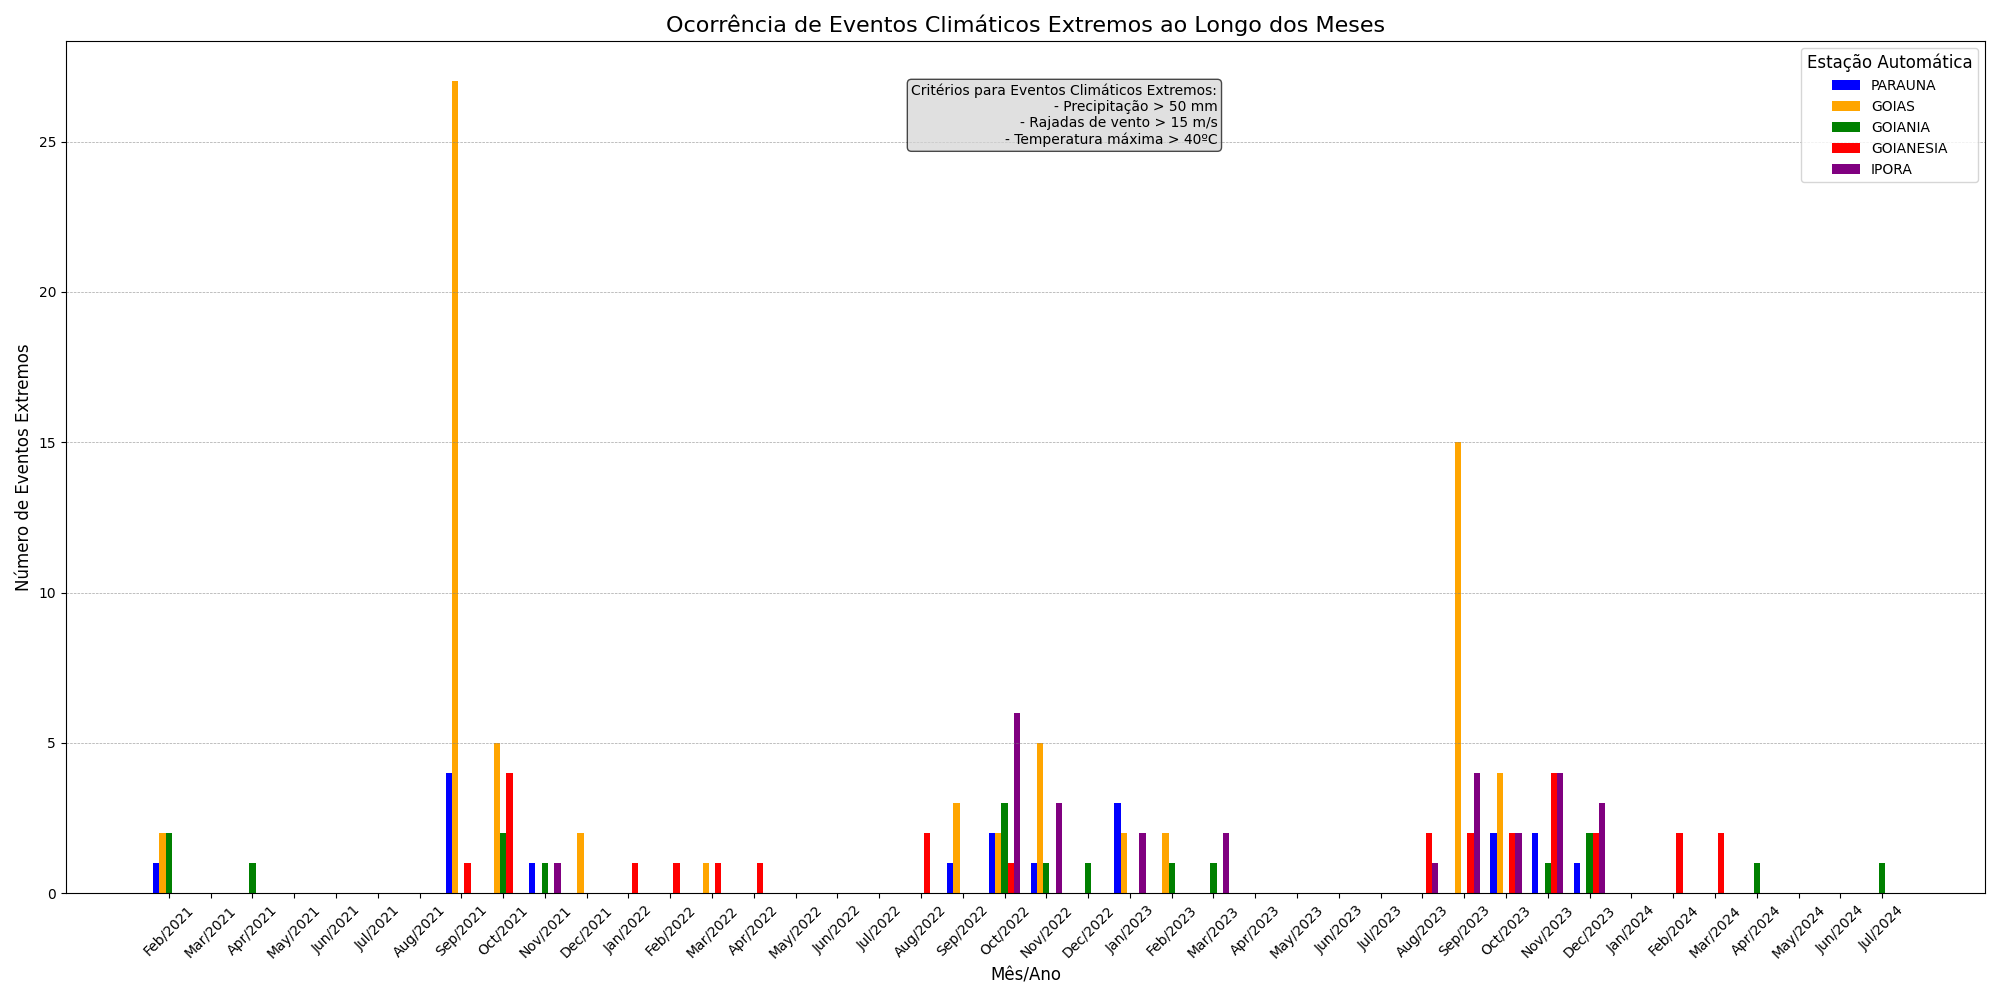 Ocorrência de Eventos Climáticos Extremos ao Longo dos Meses
Número de Eventos Extremos
25
20
15
10
5
0
Critérios para Eventos Climáticos Extremos:
- Precipitação > 50 mm
- Rajadas de vento > 15 m/s
- Temperatura máxima > 40ºC
Estação Automática
PARAUNA
GOIAS
GOIANIA
GOIANESIA
IPORA
Feb/2021
Mar/2021
Apr/2021
May/2021
Jun/2021
Jul/2021
Aug/2021
Sep/2021
Oct/2021
Nov/2021
Dec/2021
Jan/2022
Feb/2022
Mar/2022
Apr/2022
May/2022
Jun/2022
Jul/2022
Aug/2022
Sep/2022
Oct/2022
Nov/2022
Dec/2022
Jan/2023
Feb/2023
Mar/2023
Apr/2023
May/2023
Jun/2023
Jul/2023
Aug/2023
Sep/2023
Oct/2023
Nov/2023
Dec/2023
Jan/2024
Feb/2024
Mar/2024
Apr/2024
May/2024
Jun/2024
Jul/2024
Mês/Ano